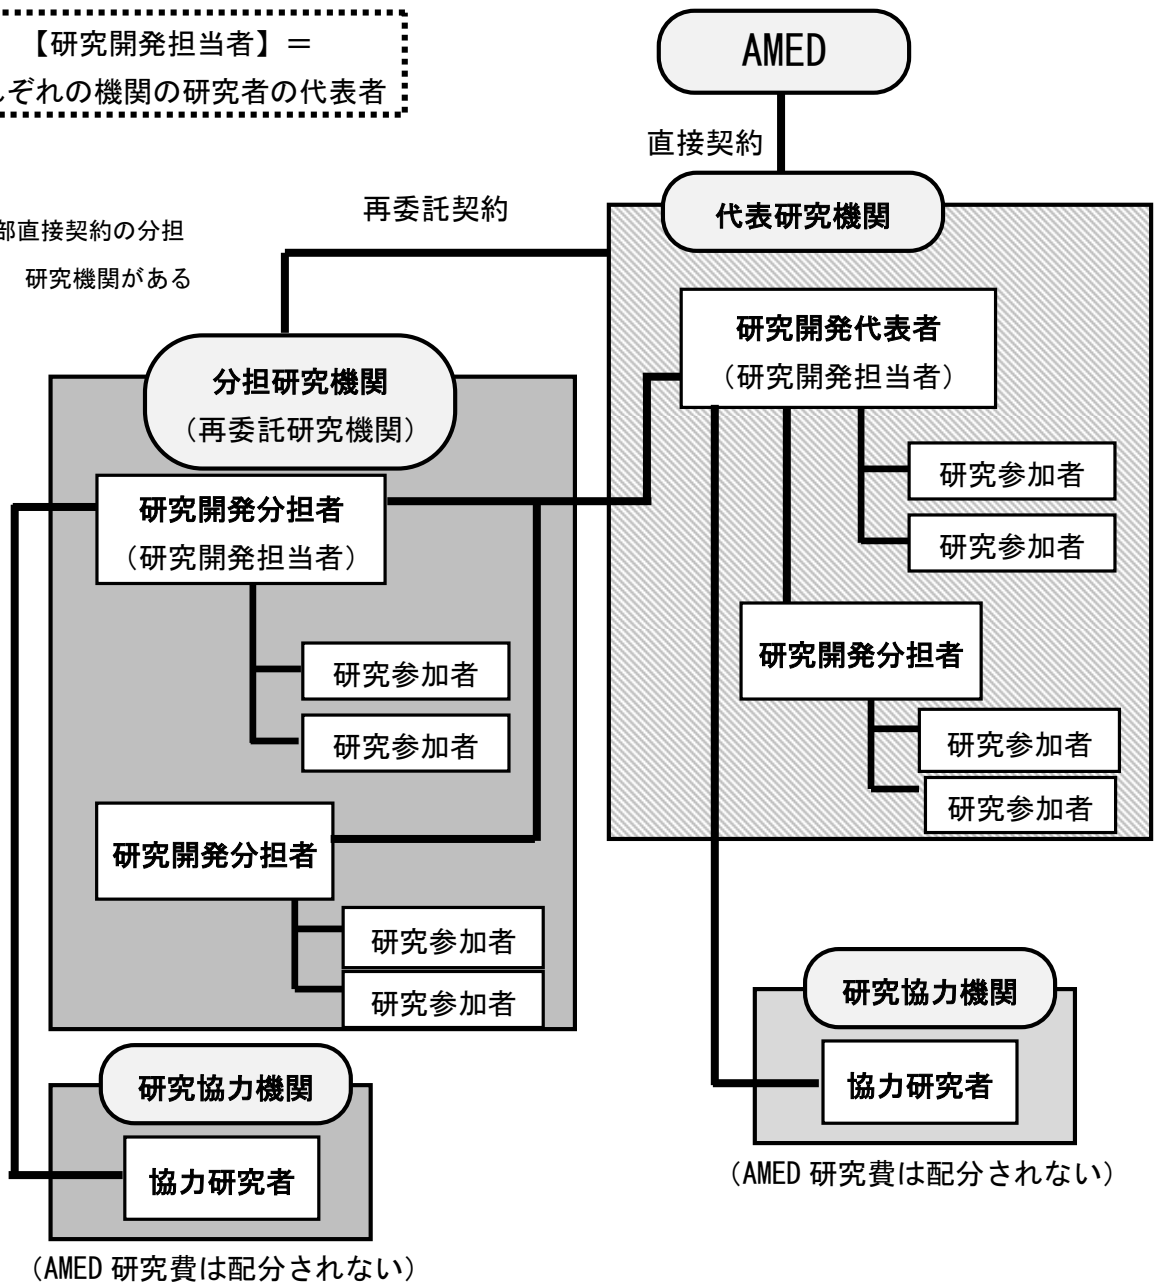 【研究開発担当者】＝
ぞれの機関の研究者の代表者
AMED
直接契約
部直接契約の分担
研究機関がある
再委託契約
代表研究機関
研究開発代表者
（研究開発担当者）
研究参加者
研究参加者
研究開発分担者
研究参加者
研究参加者
分担研究機関
（再委託研究機関）
研究開発分担者
（研究開発担当者）
研究参加者
研究参加者
研究開発分担者
研究参加者
研究参加者
研究協力機関
協力研究者
（AMED 研究費は配分されない）
研究協力機関
協力研究者
（AMED 研究費は配分されない）